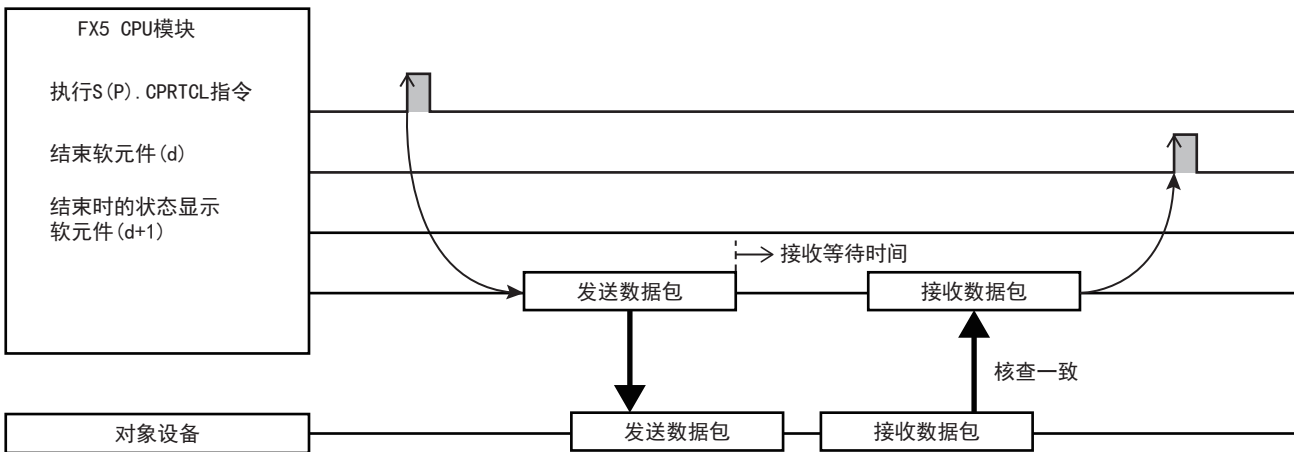 FX5 CPU模块
执行S(P).CPRTCL指令
结束软元件(d)
结束时的状态显示
软元件(d+1)
接收等待时间
发送数据包
接收数据包
核查一致
对象设备
发送数据包
接收数据包